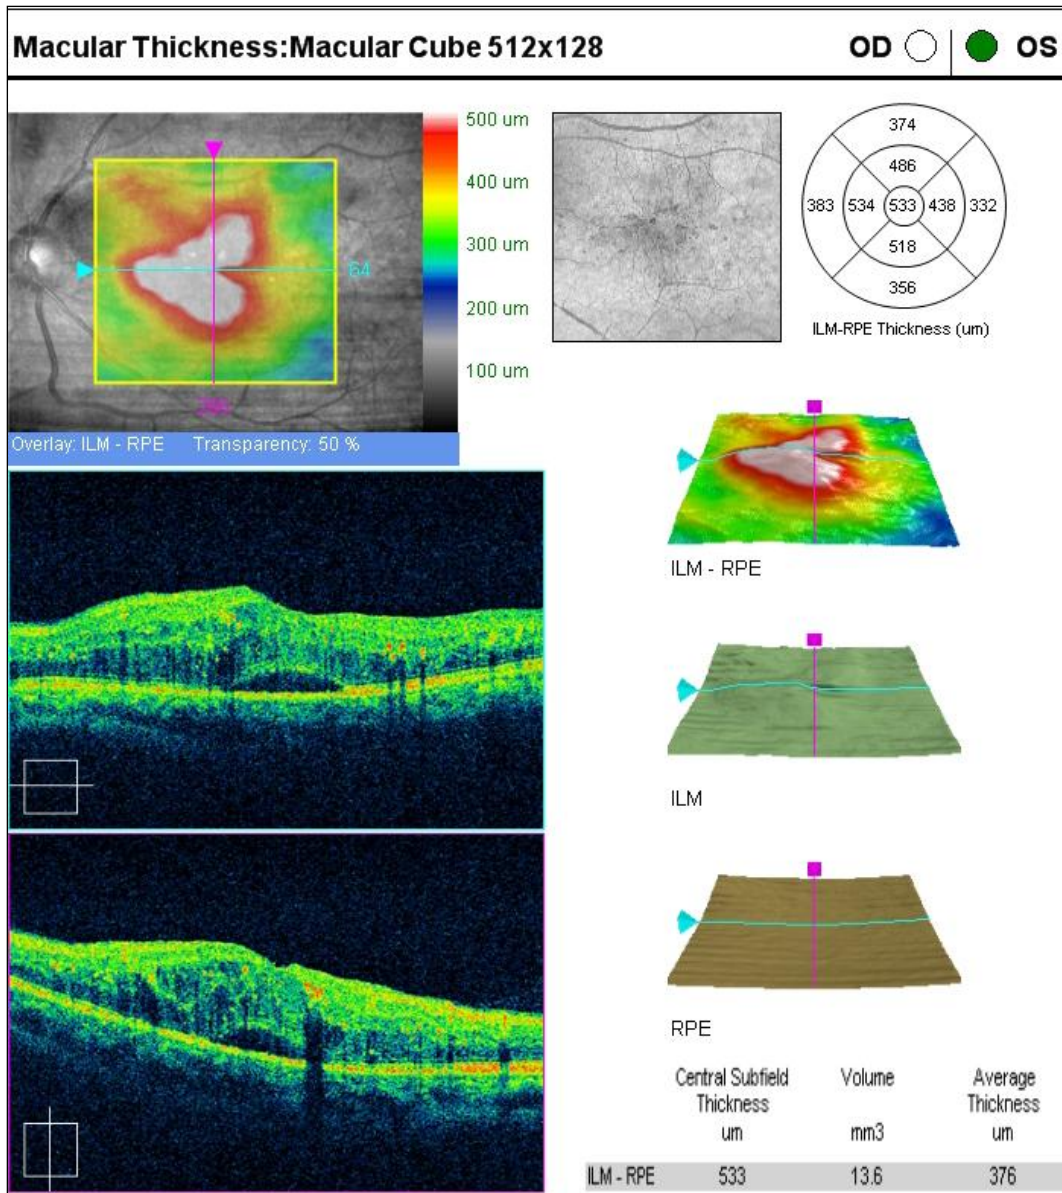 Macular Thickness:Macular Cube 512x128 OD OS
500 um
400 um
300 um
200 um
100 um
64
Overlay: ILM - RPE Transparency: 50 %
374
486
383 534 533 438 332
518
356
ILM-RPE Thickness (um)
ILM - RPE
ILM
RPE
Central Subfield Thickness um
Volume mm3
Average Thickness um
ILM - RPE 533 13.6 376